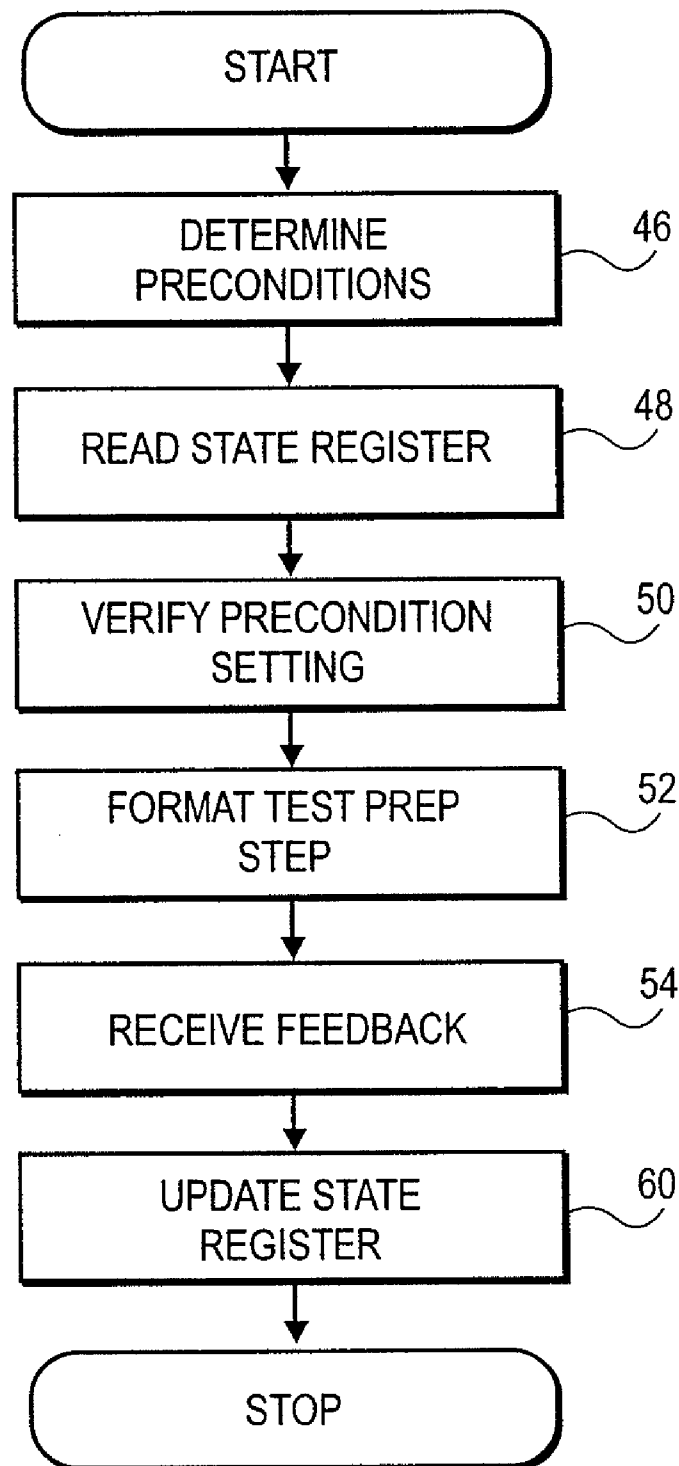 START
DETERMINE
PRECONDITIONS
46
READ STATE REGISTER
48
VERIFY PRECONDITION
SETTING
50
FORMAT TEST PREP
STEP
52
RECEIVE FEEDBACK
54
UPDATE STATE
REGISTER
60
STOP